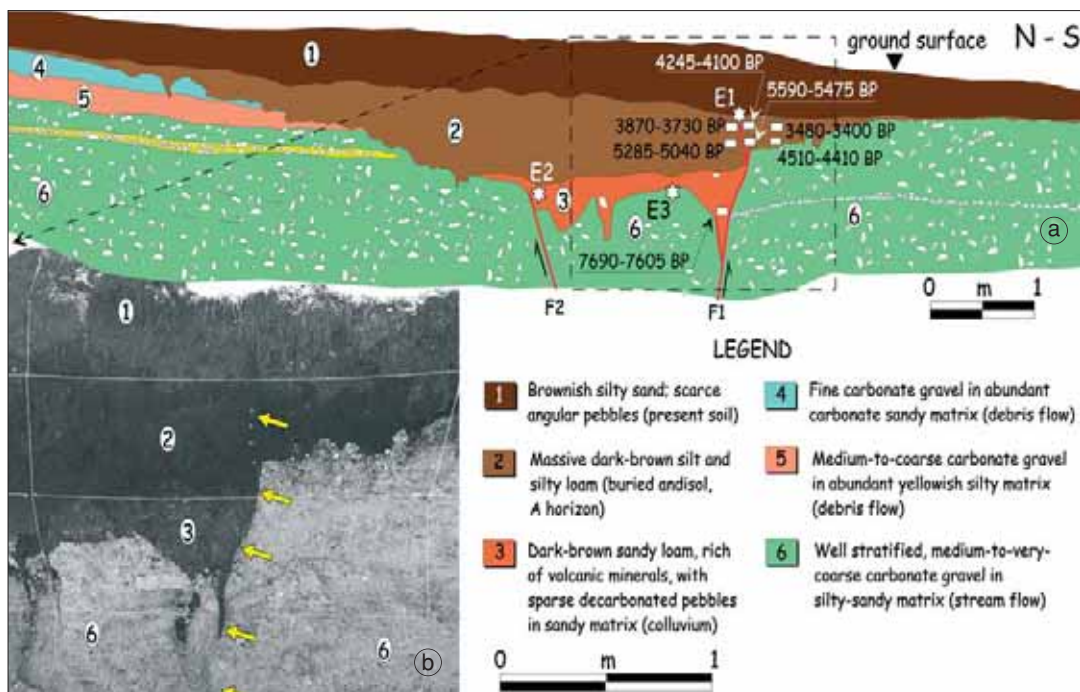 N - S
ground surface
1
4245-4100 BP
4
5590-5475 BP
E1
5
2
3870-3730 BP
3480-3400 BP
5285-5040 BP
4510-4410 BP
E2
3
E3
6
6
6
a
7690-7605 BP
F2
F1
0 m 1
1
2
3
6
6
b
LEGEND
1 Brownish silty sand; scarce
angular pebbles (present soil)
2 Massive dark-brown silt and
silty loam (buried andisol,
A horizon)
3 Dark-brown sandy loam, rich
of volcanic minerals, with
sparse decarbonated pebbles
in sandy matrix (colluvium)
4 Fine carbonate gravel in abundant
carbonate sandy matrix (debris flow)
5 Medium-to-coarse carbonate gravel
in abundant yellowish silty matrix
(debris flow)
6 Well stratified, medium-to-very-
coarse carbonate gravel in
silty-sandy matrix (stream flow)
0 m 1